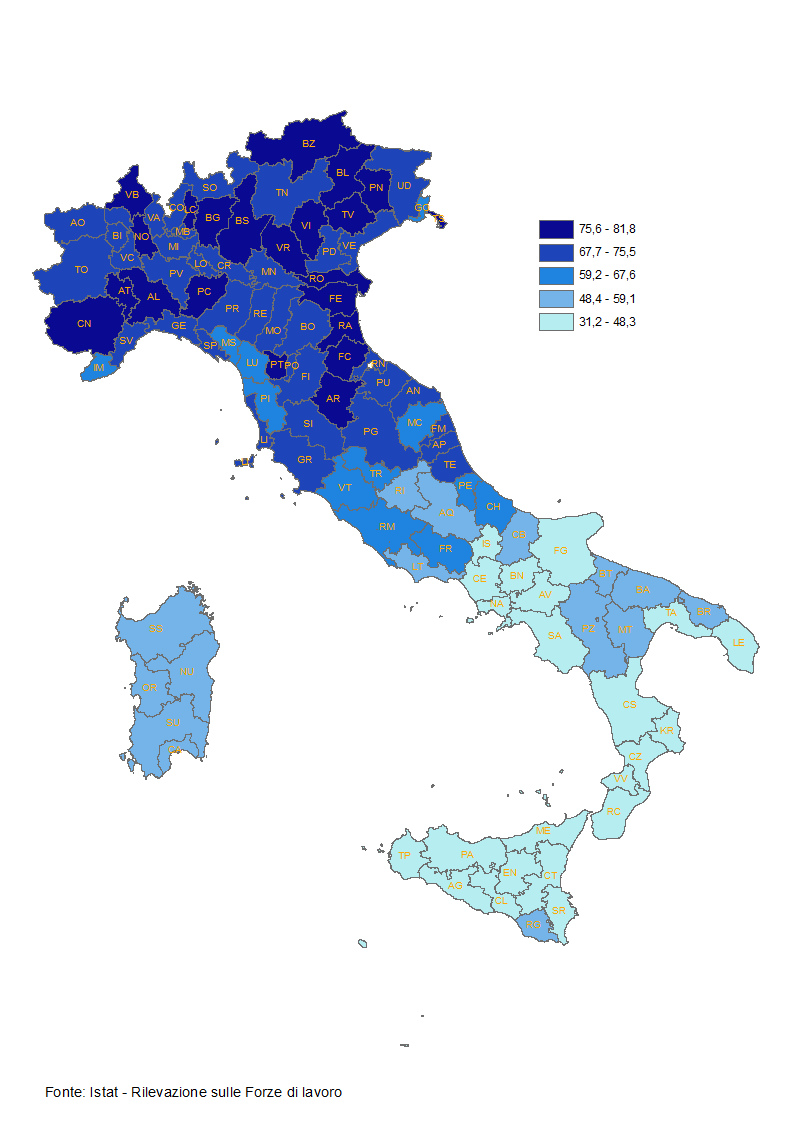 BZ
BL
PN
UD
VB
SO
TN
AO
VA
CO
LC
BG
BS
VI
TV
GO
BI
NO
MB
MI
VR
PD
VE
VC
TO
PV
LO
CR
MN
RO
AT
AL
PC
FE
CN
GE
PR
RE
MO
BO
RA
SV
SP
MS
IM
LU
PT
PO
FI
FC
RN
PI
AR
PU
AN
SI
MC
FM
LI
PG
AP
GR
TE
LI
TR
VT
RI
PE
AQ
CH
RM
CB
FR
IS
FG
LT
CE
BN
BT
BA
NA
AV
TA
BR
SA
PZ
MT
LE
SS
NU
OR
SU
CA
CS
KR
CZ
VV
RC
ME
TP
PA
EN
CT
AG
CL
SR
RG
75,6 - 81,8
67,7 - 75,5
59,2 - 67,6
48,4 - 59,1
31,2 - 48,3
Fonte: Istat - Rilevazione sulle Forze di lavoro